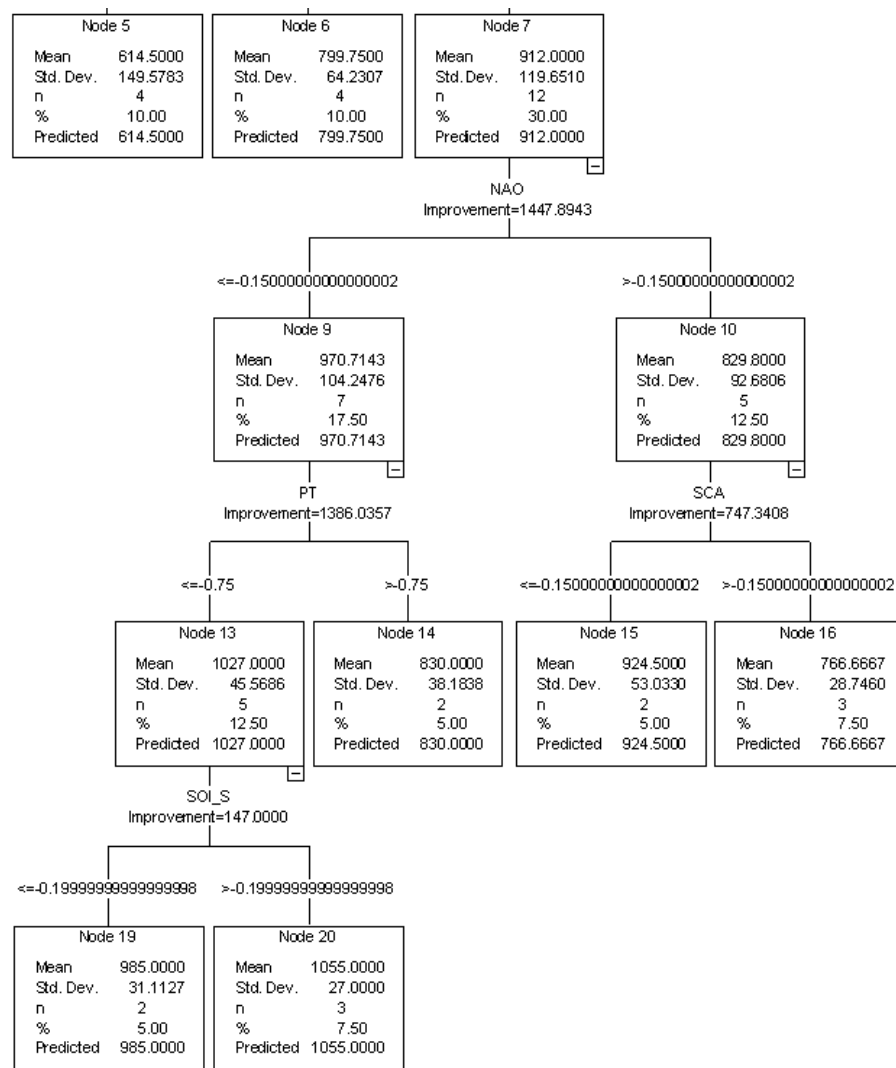 Node 5
Mean 614.5000
Std. Dev. 149.5783
n 4
% 10.00
Predicted 614.5000
Node 6
Mean 799.7500
Std. Dev. 64.2307
n 4
% 10.00
Predicted 799.7500
Node 7
Mean 912.0000
Std. Dev. 119.6510
n 12
% 30.00
Predicted 912.0000
NAO
Improvement=1447.8943
<=-0.15000000000000002
>-0.15000000000000002
Node 9
Mean 970.7143
Std. Dev. 104.2476
n 7
% 17.50
Predicted 970.7143
Node 10
Mean 829.8000
Std. Dev. 92.6806
n 5
% 12.50
Predicted 829.8000
PT
Improvement=1386.0357
SCA
Improvement=747.3408
<=-0.75
>-0.75
<=-0.15000000000000002
>-0.15000000000000002
Node 13
Mean 1027.0000
Std. Dev. 45.5686
n 5
% 12.50
Predicted 1027.0000
Node 14
Mean 830.0000
Std. Dev. 38.1838
n 2
% 5.00
Predicted 830.0000
Node 15
Mean 924.5000
Std. Dev. 53.0330
n 2
% 5.00
Predicted 924.5000
Node 16
Mean 766.6667
Std. Dev. 28.7460
n 3
% 7.50
Predicted 766.6667
SOI_S
Improvement=147.0000
<=-0.19999999999999998
>-0.19999999999999998
Node 19
Mean 985.0000
Std. Dev. 31.1127
n 2
% 5.00
Predicted 985.0000
Node 20
Mean 1055.0000
Std. Dev. 27.0000
n 3
% 7.50
Predicted 1055.0000